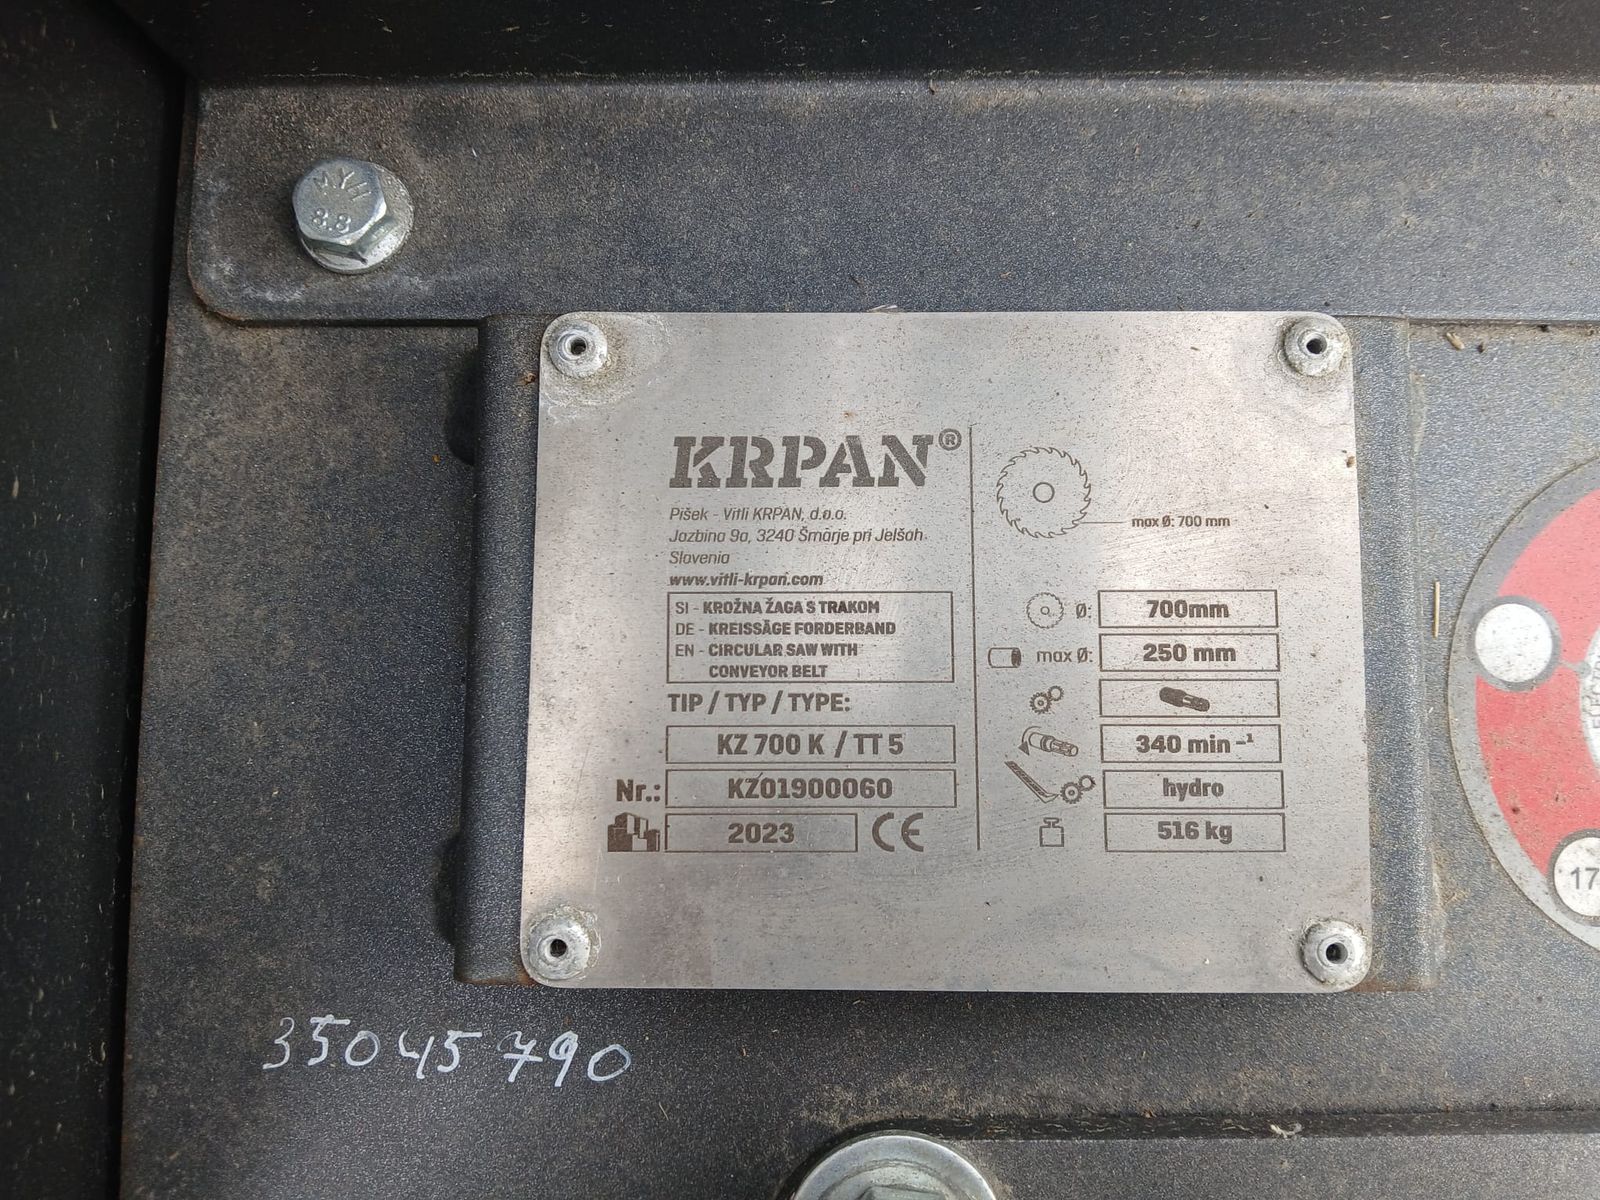 MYH
8.8
KRPAN®
Pišek - Vitli KRPAN, d.o.o.
Jazbina 9a, 3240 Šmarje pri Jelšah
Slovenia
www.vitli-krpan.com
SI - KROŽNA ŽAGA S TRAKOM
DE - KREISSÄGE FORDERBAND
EN - CIRCULAR SAW WITH
CONVEYOR BELT
TIP / TYP / TYPE:
KZ 700 K / TT 5
Nr.: KZ01900060
2023 CE
max Ø: 700 mm
Ø: 700mm
max Ø: 250 mm
340 min⁻¹
hydro
516 kg
17
35045790